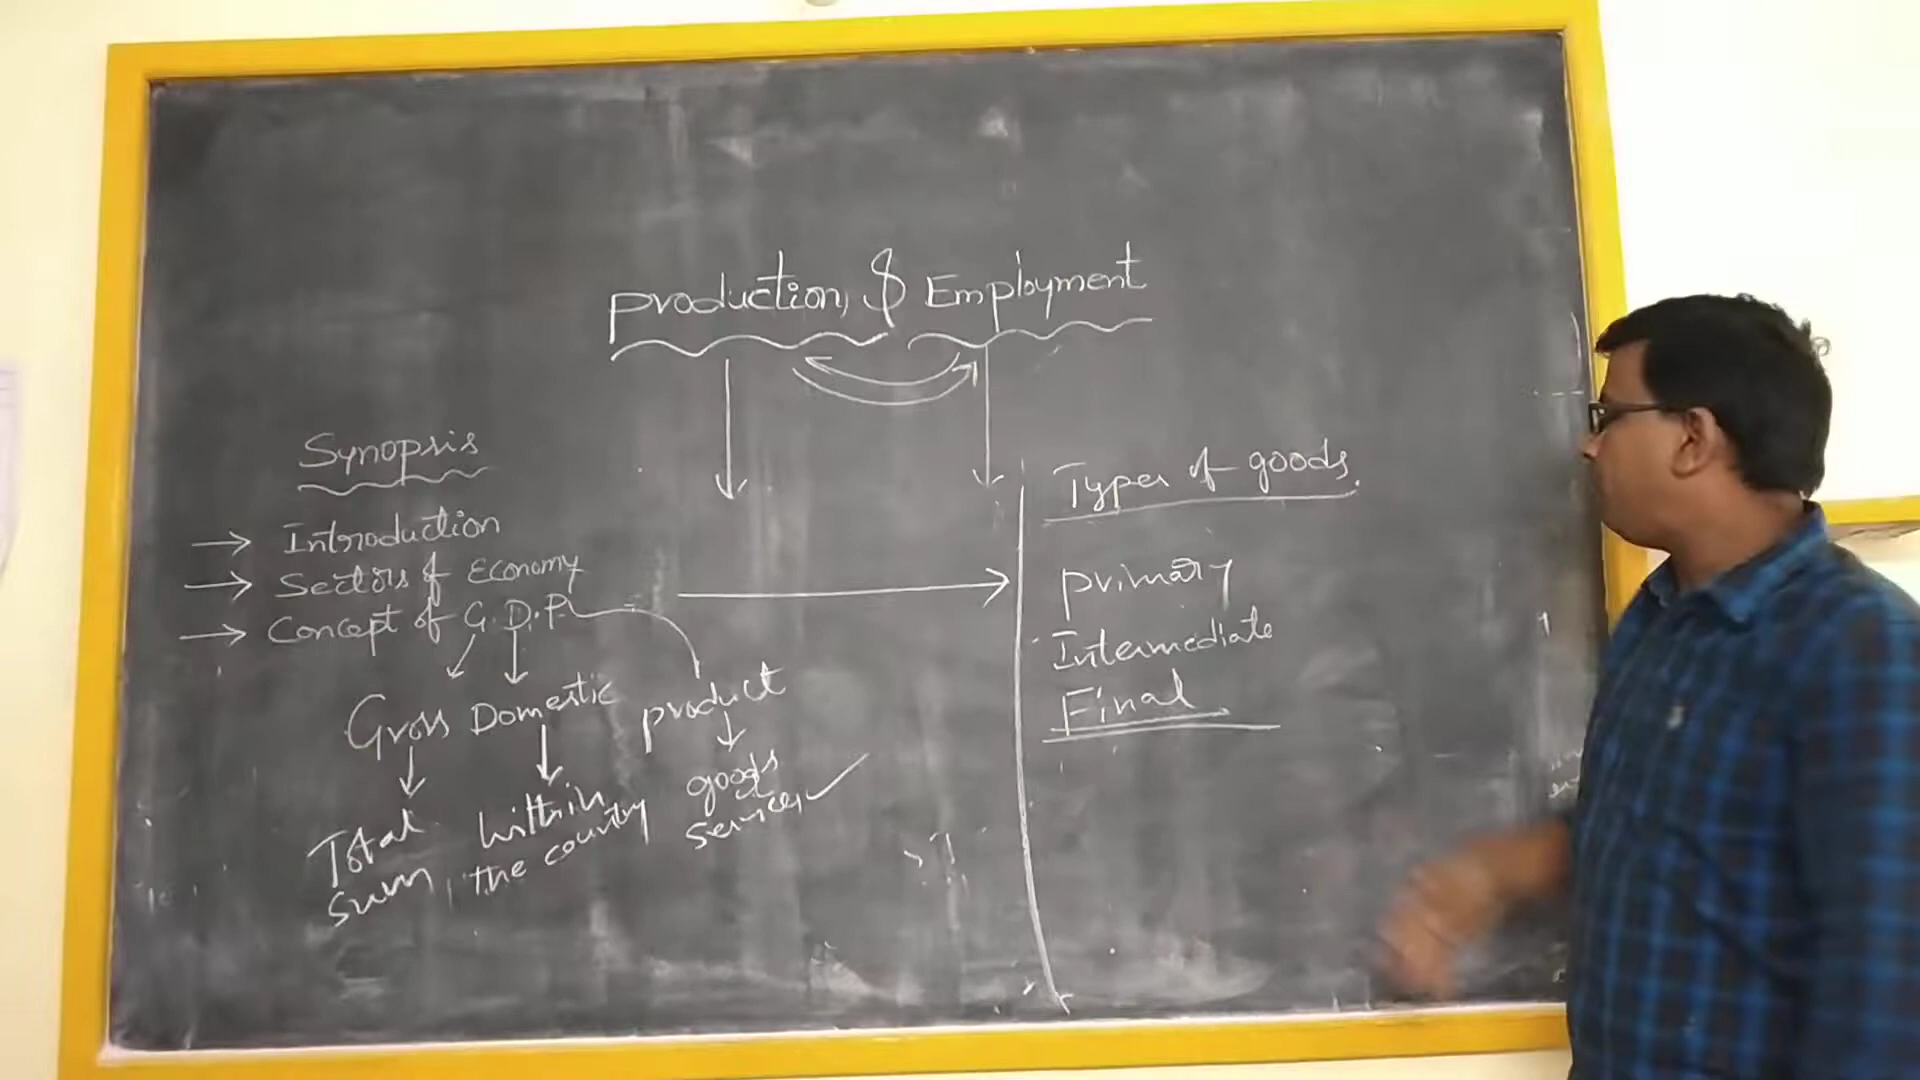 production, & Employment
Synopsis
→ Introduction
→ Sectors of Economy
→ Concept of G.D.P
Gross Domestic product
Total sum
within the country
goods
services ✓
Types of goods.
primary
Intermediate
Final